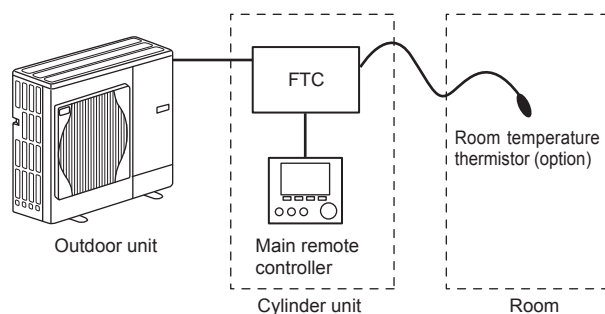 FTC
Room temperature
thermistor (option)
Outdoor unit
Main remote
controller
Cylinder unit
Room